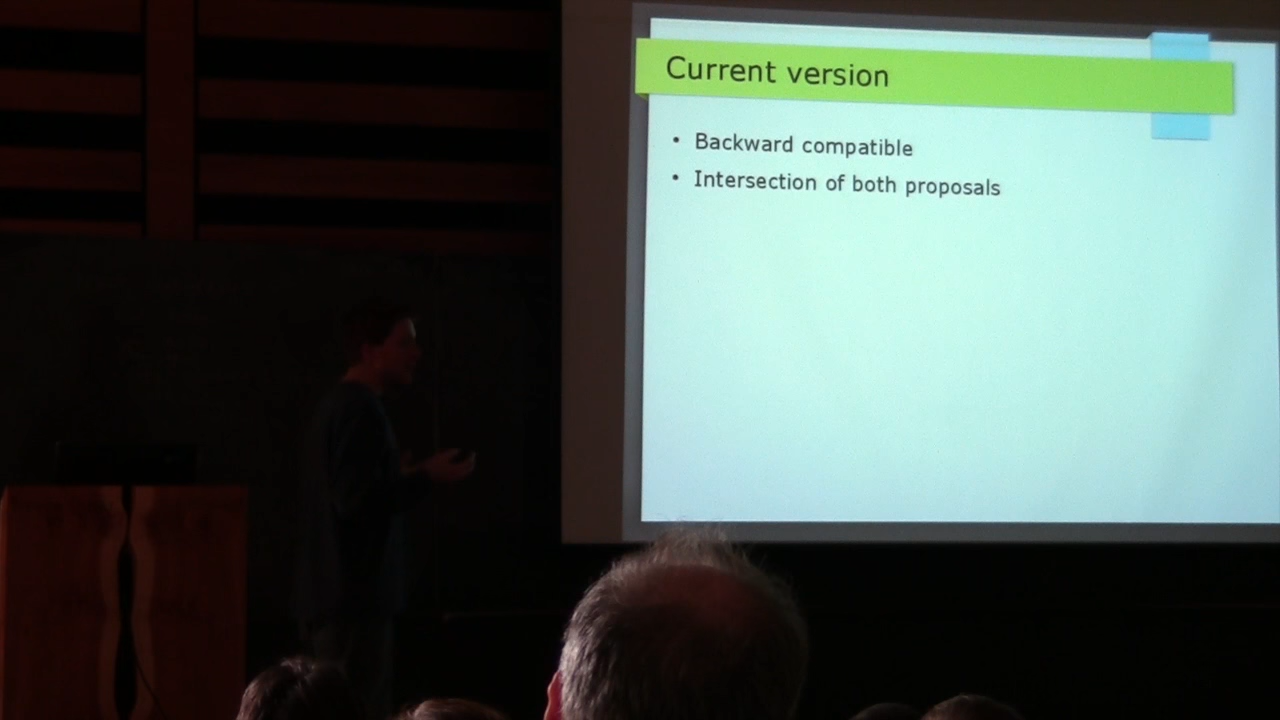 Current version
• Backward compatible
• Intersection of both proposals